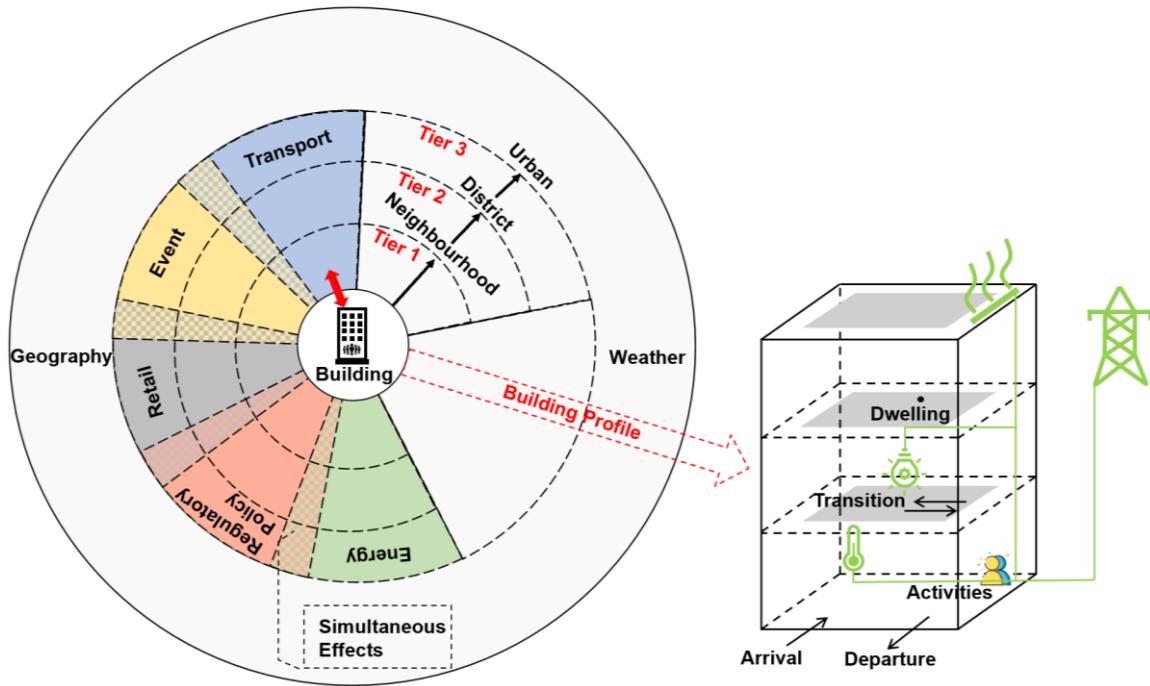 Transport
Tier 3
Urban
Tier 2
District
Neighbourhood
Tier 1
Event
Geography
Building
Weather
Retail
Building Profile
Regulatory
Policy
Energy
Simultaneous
Effects
Dwelling
Transition
Activities
Arrival
Departure